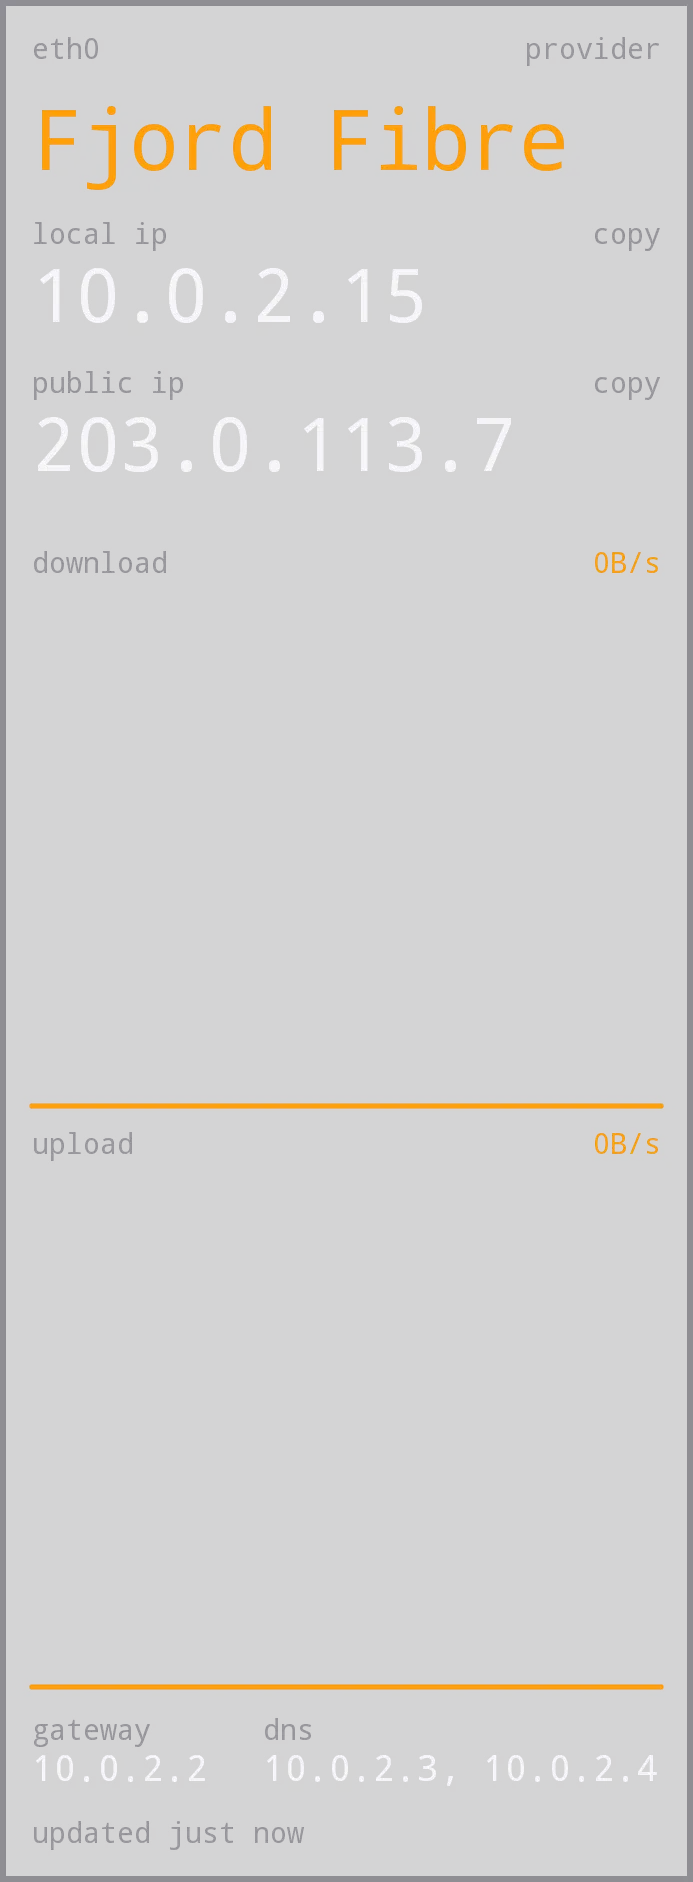 eth0 provider
Fjord Fibre
local ip copy
10.0.2.15
public ip copy
203.0.113.7
download 0B/s
upload 0B/s
gateway dns
10.0.2.2 10.0.2.3, 10.0.2.4
updated just now